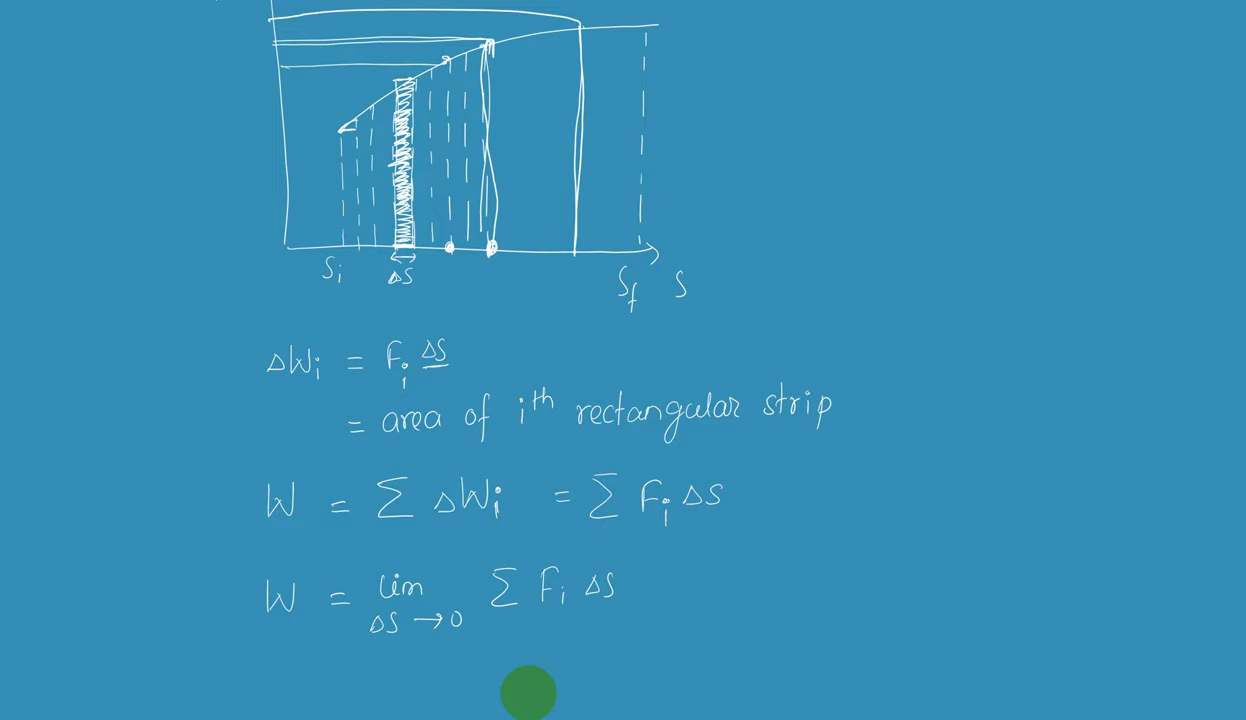 Si ΔS Sf S
ΔWi = Fi ΔS
= area of ith rectangular strip
W = Σ ΔWi = Σ Fi ΔS
W = lim ΔS → 0 Σ Fi ΔS